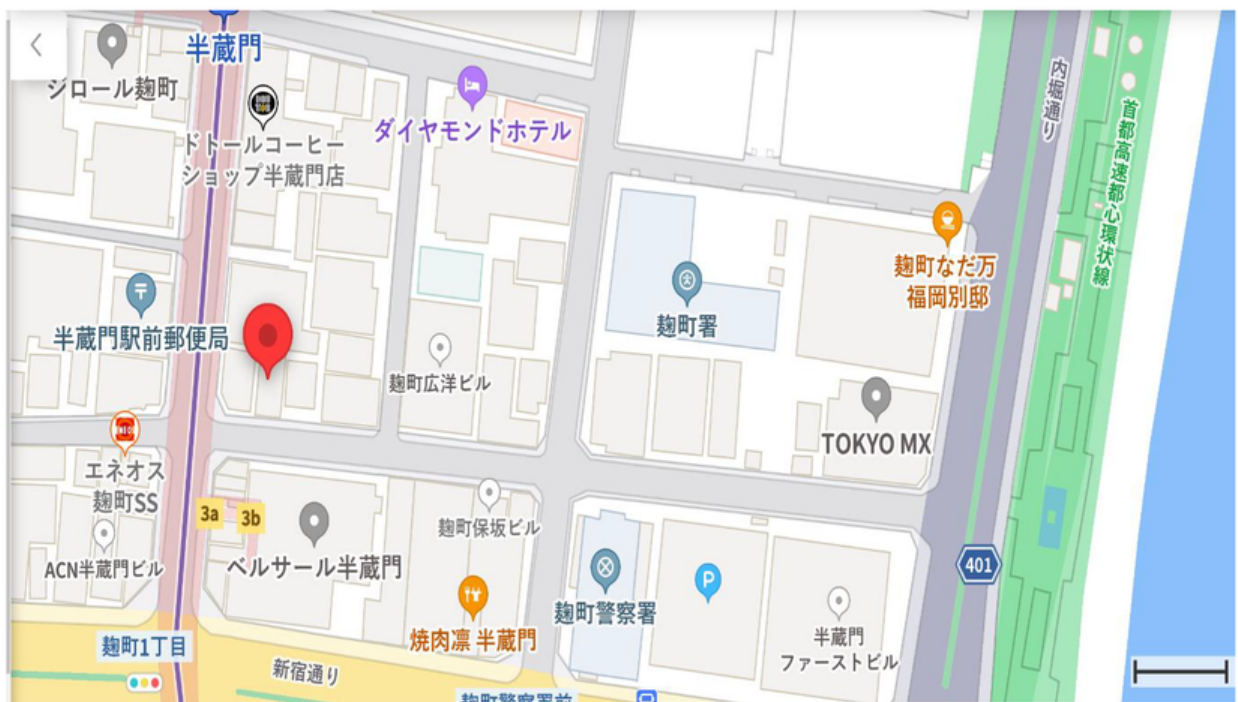 半蔵門
ジロール麹町
ドトールコーヒー
ショップ半蔵門店
ダイヤモンドホテル
内堀通り
首都高速都心環状線
麹町なだ万
福岡別邸
麹町署
半蔵門駅前郵便局
麹町広洋ビル
TOKYO MX
エネオス
麹町SS
3a
3b
麹町保坂ビル
ACN半蔵門ビル
ベルサール半蔵門
401
P
麹町警察署
焼肉凛 半蔵門
半蔵門
ファーストビル
麹町1丁目
新宿通り
麹町警察署前